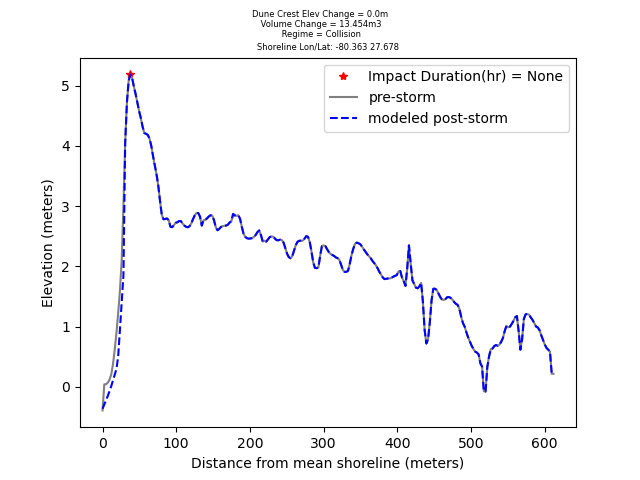 Dune Crest Elev Change = 0.0m
Volume Change = 13.454m3
Regime = Collision
Shoreline Lon/Lat: -80.363 27.678
Impact Duration(hr) = None
pre-storm
modeled post-storm
Elevation (meters)
5
4
3
2
1
0
0 100 200 300 400 500 600
Distance from mean shoreline (meters)